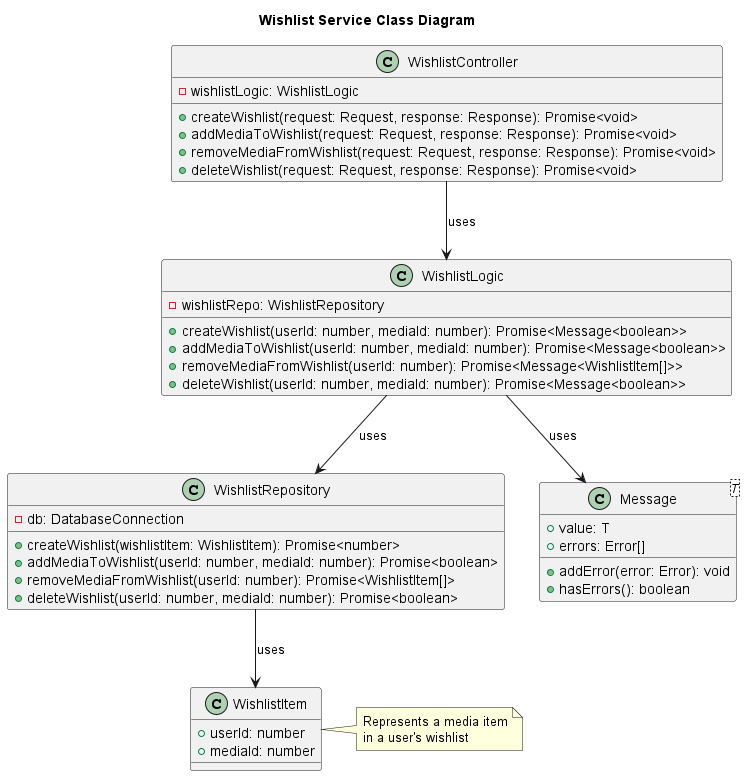 Wishlist Service Class Diagram
C WishlistController
wishlistLogic: WishlistLogic
createWishlist(request: Request, response: Response): Promise<void>
addMediaToWishlist(request: Request, response: Response): Promise<void>
removeMediaFromWishlist(request: Request, response: Response): Promise<void>
deleteWishlist(request: Request, response: Response): Promise<void>
uses
C WishlistLogic
wishlistRepo: WishlistRepository
createWishlist(userId: number, mediaId: number): Promise<Message<boolean>>
addMediaToWishlist(userId: number, mediaId: number): Promise<Message<boolean>>
removeMediaFromWishlist(userId: number): Promise<Message<WishlistItem[]>>
deleteWishlist(userId: number, mediaId: number): Promise<Message<boolean>>
uses
uses
C WishlistRepository
db: DatabaseConnection
createWishlist(wishlistItem: WishlistItem): Promise<number>
addMediaToWishlist(userId: number, mediaId: number): Promise<boolean>
removeMediaFromWishlist(userId: number): Promise<WishlistItem[]>
deleteWishlist(userId: number, mediaId: number): Promise<boolean>
C Message
T
value: T
errors: Error[]
addError(error: Error): void
hasErrors(): boolean
uses
C WishlistItem
userId: number
mediaId: number
Represents a media item
in a user's wishlist